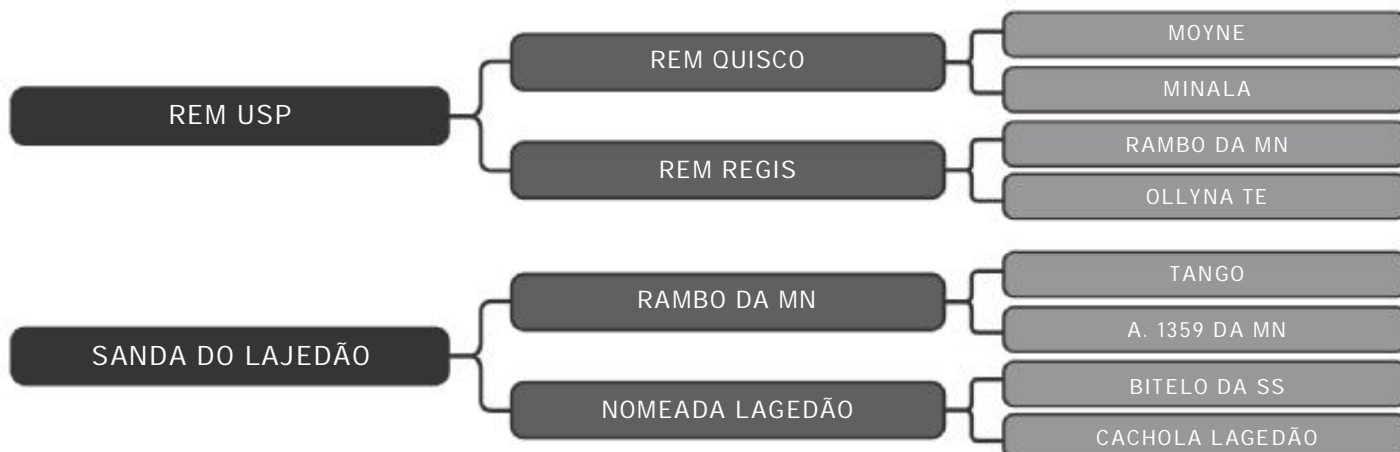 REM USP
REM QUISCO
MOYNE
MINALA
REM REGIS
RAMBO DA MN
OLLYNA TE
SANDA DO LAJEDÃO
RAMBO DA MN
TANGO
A. 1359 DA MN
NOMEADA LAGEDÃO
BITELO DA SS
CACHOLA LAGEDÃO